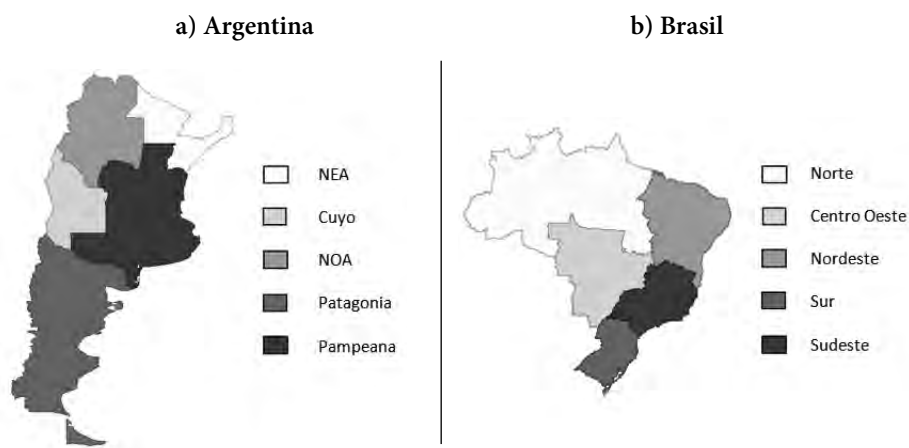 a) Argentina
NEA
Cuyo
NOA
Patagonia
Pampeana
b) Brasil
Norte
Centro Oeste
Nordeste
Sur
Sudeste